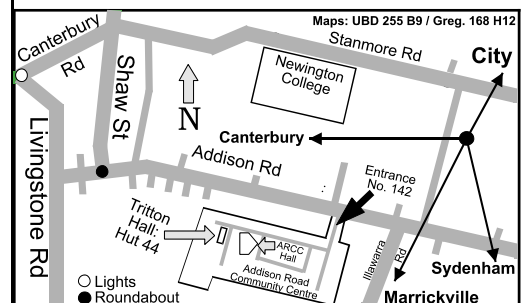 Maps: UBD 255 B9 / Greg. 168 H12
Canterbury
Rd
Stanmore Rd
City
Shaw St
Newington
College
N
Canterbury
Livingstone Rd
Addison Rd
Entrance
No. 142
Tritton
Hall:
Hut 44
ARCC
Hall
Addison Road
Community Centre
Illawarra
Rd
Sydenham
Marrickville
Lights
Roundabout